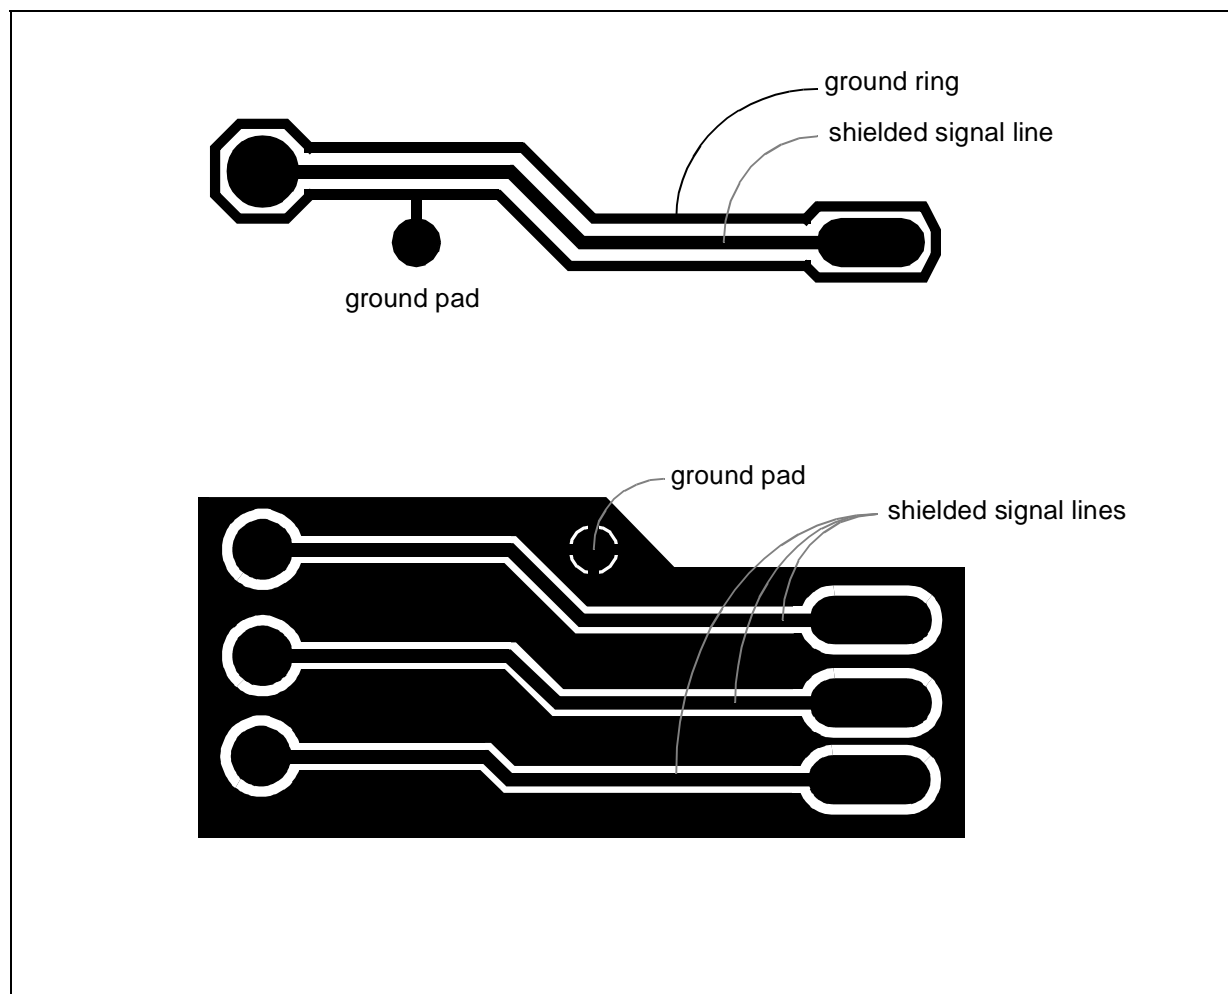 ground ring
shielded signal line
ground pad
ground pad
shielded signal lines